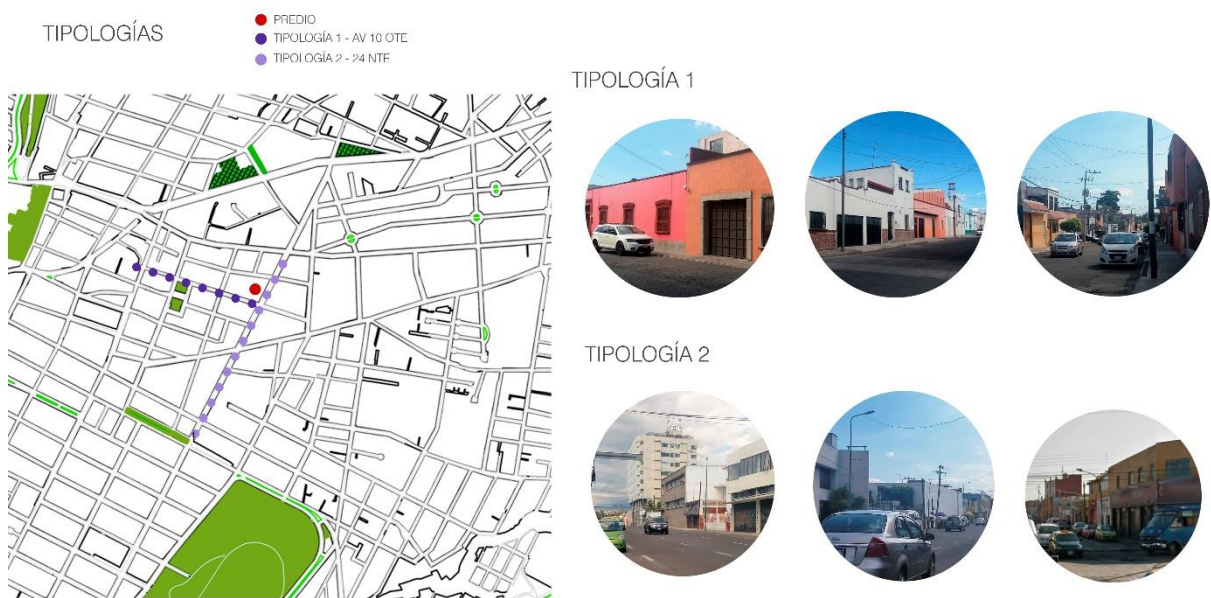 TIPOLOGÍAS
PREDIO
TIPOLOGÍA 1 - AV 10 OTE
TIPOLOGÍA 2 - 24 NTE
TIPOLOGÍA 1
TIPOLOGÍA 2